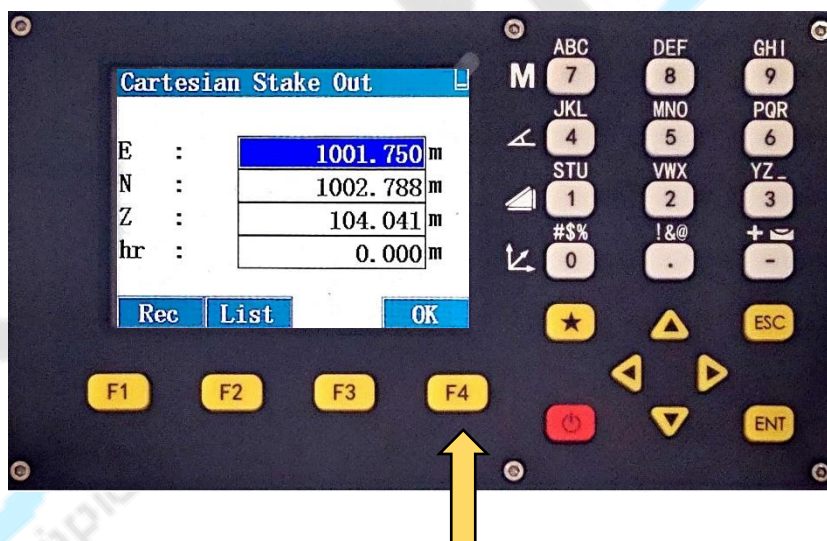 Cartesian Stake Out
E : 1001.750 m
N : 1002.788 m
Z : 104.041 m
hr : 0.000 m
Rec List OK
F1 F2 F3 F4
ABC DEF GHI
M 7 8 9
JKL MNO PQR
4 5 6
STU VWX YZ_
1 2 3
#$% !&@ +
0 . -
ESC
ENT